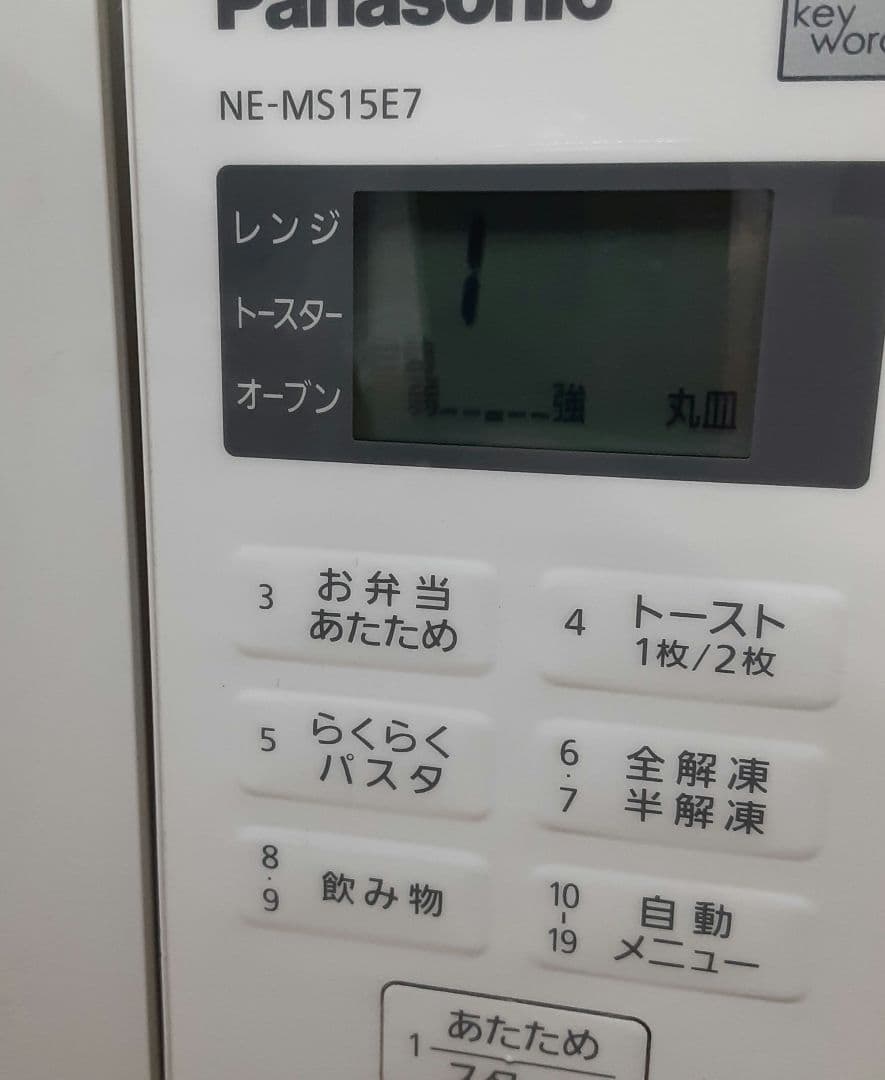 Panasonic
key
NE-MS15E7
レンジ
トースター
オーブン
1
弱 強 丸皿
3 お弁当
あたため
4 トースト
1枚/2枚
5 らくらく
パスタ
6・7 全解凍
半解凍
8・9 飲み物
10-19 自動
メニュー
1 あたため